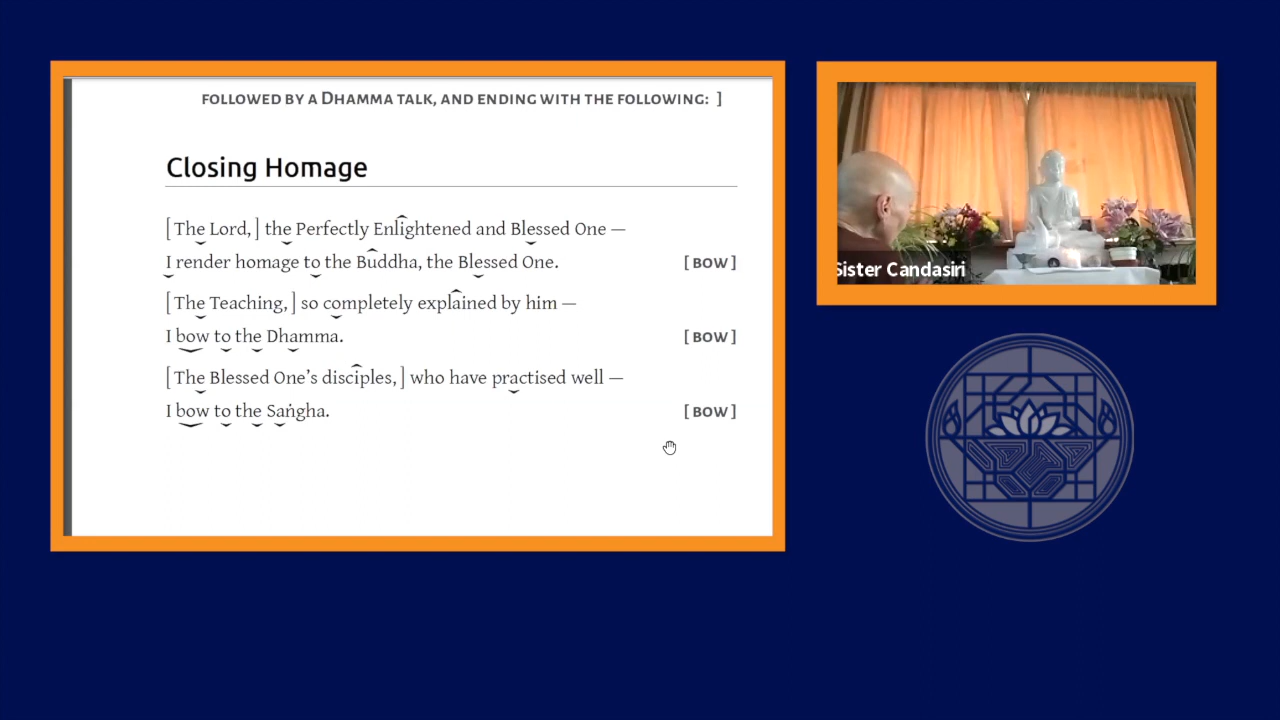 FOLLOWED BY A DHAMMA TALK, AND ENDING WITH THE FOLLOWING: ]
Closing Homage
[ The Lord, ] the Perfectly Enlightened and Blessed One —
I render homage to the Buddha, the Blessed One. [ BOW ]
[ The Teaching, ] so completely explained by him —
I bow to the Dhamma. [ BOW ]
[ The Blessed One’s disciples, ] who have practised well —
I bow to the Saṅgha. [ BOW ]
Sister Candasiri